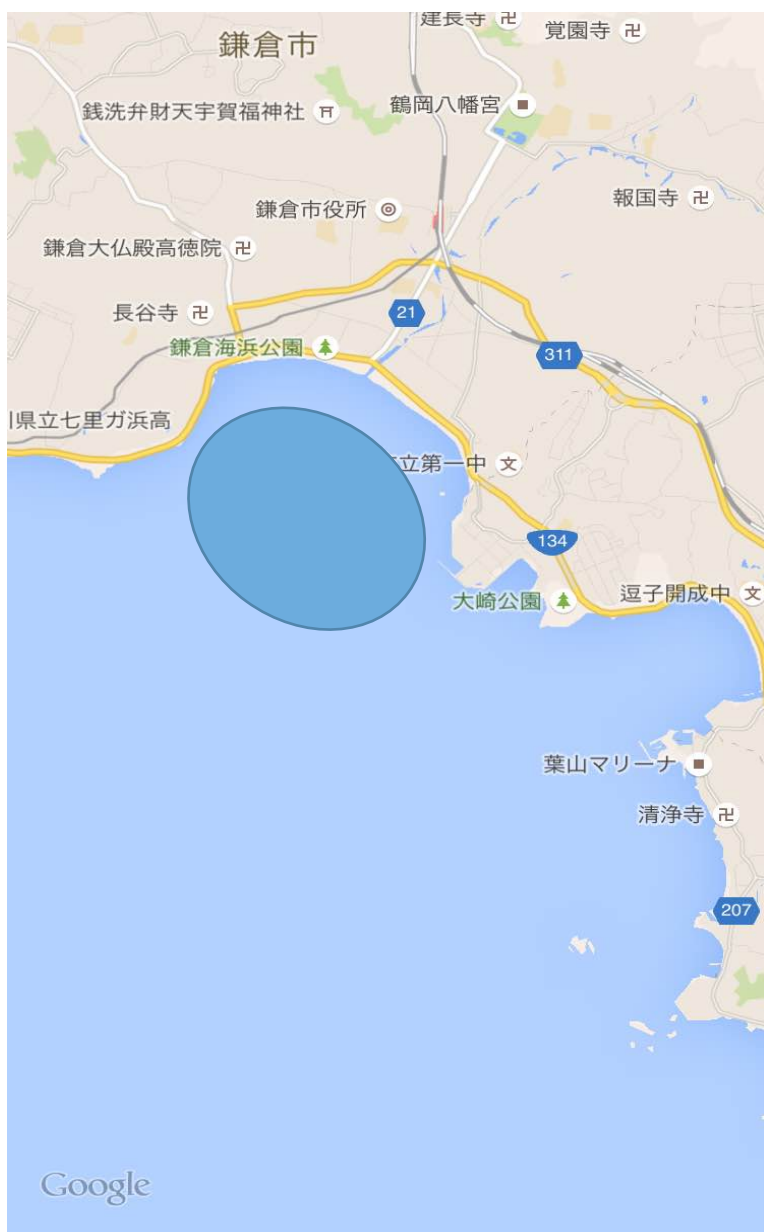 建長寺
覚園寺
鎌倉市
銭洗弁財天宇賀福神社
鶴岡八幡宮
報国寺
鎌倉市役所
鎌倉大仏殿高徳院
長谷寺
21
鎌倉海浜公園
311
川県立七里ガ浜高
立第一中
134
大崎公園
逗子開成中
葉山マリーナ
清浄寺
207
Google